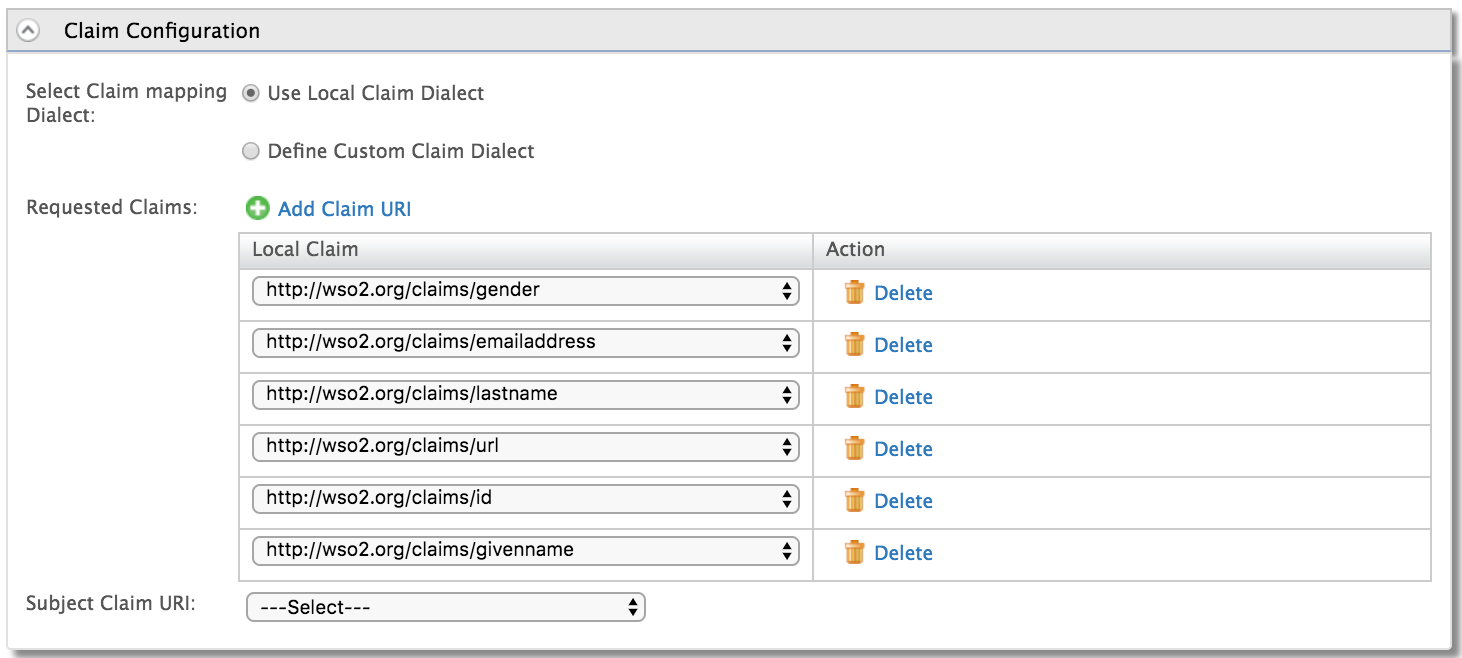 Claim Configuration
Select Claim mapping
Dialect:
Use Local Claim Dialect
Define Custom Claim Dialect
Requested Claims:
Add Claim URI
Local Claim Action
http://wso2.org/claims/gender Delete
http://wso2.org/claims/emailaddress Delete
http://wso2.org/claims/lastname Delete
http://wso2.org/claims/url Delete
http://wso2.org/claims/id Delete
http://wso2.org/claims/givenname Delete
Subject Claim URI: ---Select---